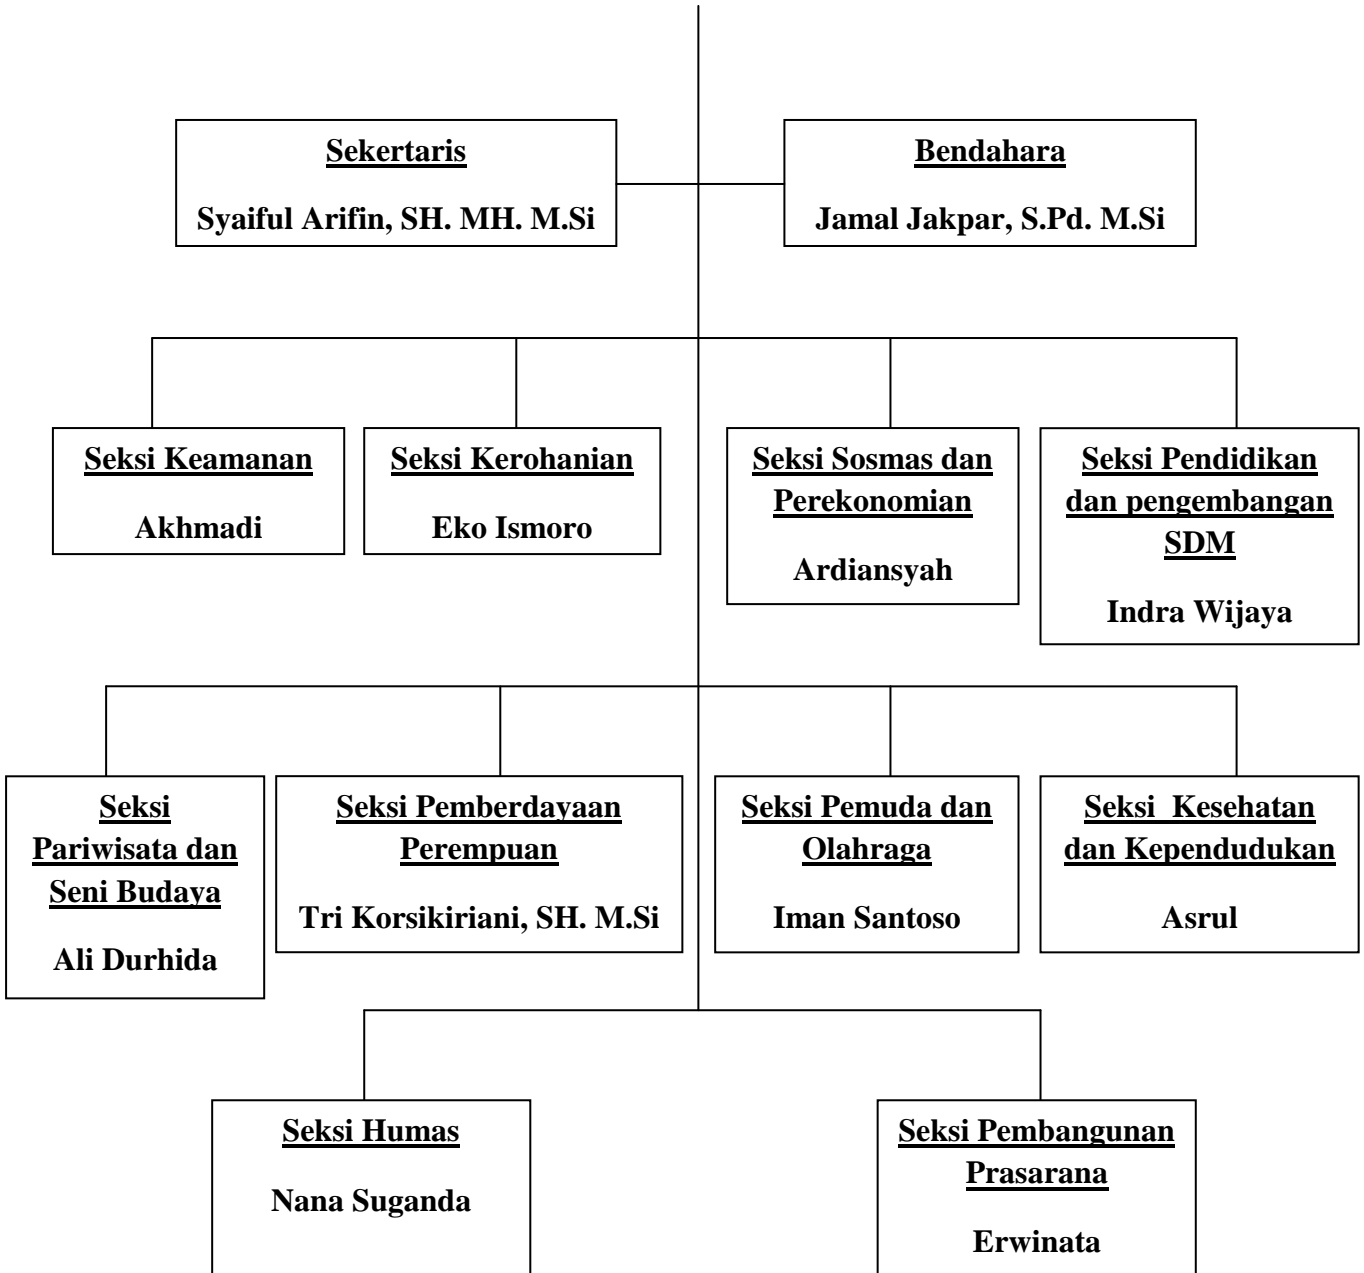 Sekertaris
Syaiful Arifin, SH. MH. M.Si
Bendahara
Jamal Jakpar, S.Pd. M.Si
Seksi Keamanan
Akhmadi
Seksi Kerohanian
Eko Ismoro
Seksi Sosmas dan
Perekonomian
Ardiansyah
Seksi Pendidikan
dan pengembangan
SDM
Indra Wijaya
Seksi
Pariwisata dan
Seni Budaya
Ali Durhida
Seksi Pemberdayaan
Perempuan
Tri Korsikiriani, SH. M.Si
Seksi Pemuda dan
Olahraga
Iman Santoso
Seksi  Kesehatan
dan Kependudukan
Asrul
Seksi Humas
Nana Suganda
Seksi Pembangunan
Prasarana
Erwinata